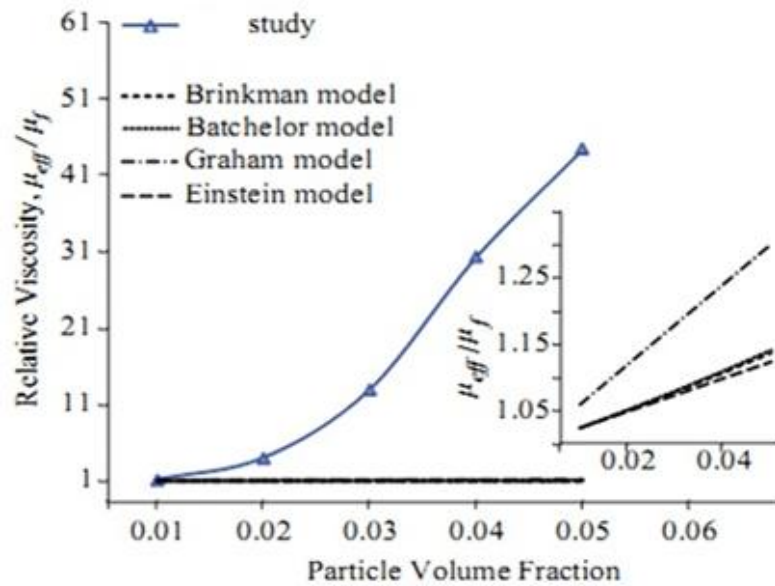 61
study
51
Brinkman model
Batchelor model
41
Graham model
Einstein model
31
21
11
1
Relative Viscosity, μeff/μf
0.01 0.02 0.03 0.04 0.05 0.06
Particle Volume Fraction
1.25
1.15
1.05
μeff/μf
0.02 0.04